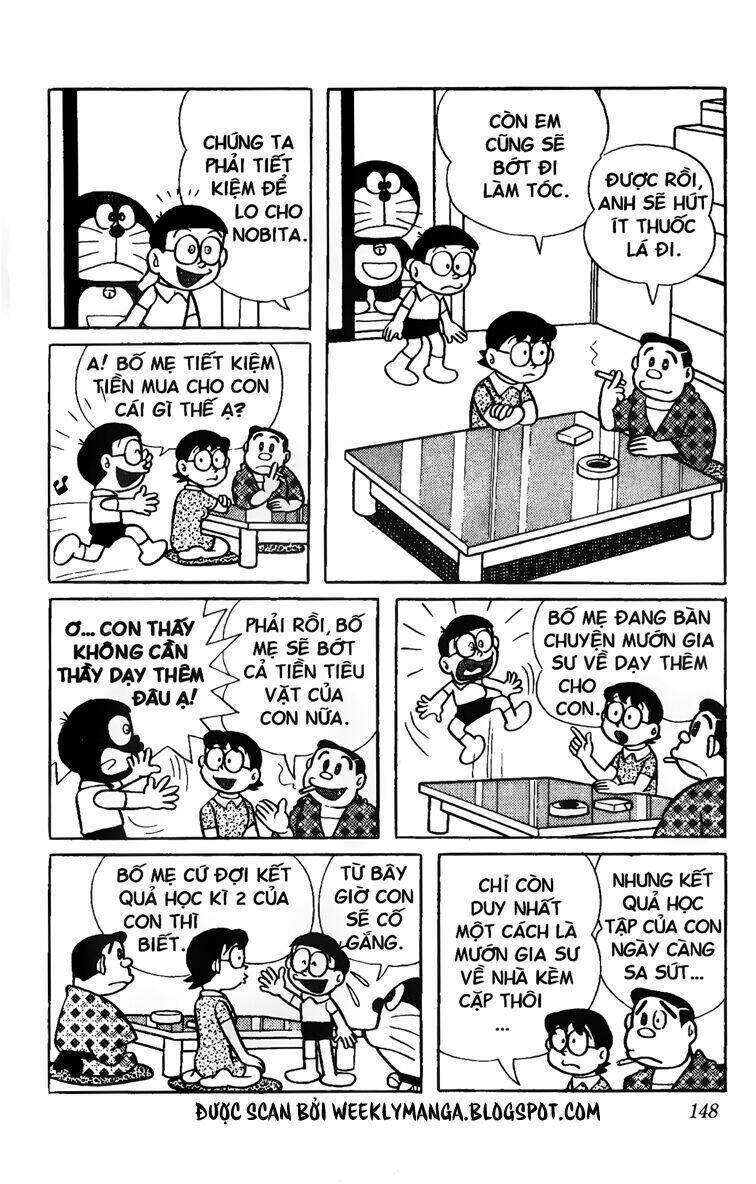 ĐƯỢC RỒI,
ANH SẼ HÚT
ÍT THUỐC
LÁ ĐI.
CÒN EM
CŨNG SẼ
BỚT ĐI
LÀM TÓC.
CHÚNG TA
PHẢI TIẾT
KIỆM ĐỂ
LO CHO
NOBITA.
A! BỐ MẸ TIẾT KIỆM
TIỀN MUA CHO CON
CÁI GÌ THẾ Ạ?
BỐ MẸ ĐANG BÀN
CHUYỆN MƯỚN GIA
SƯ VỀ DẠY THÊM
CHO
CON.
PHẢI RỒI, BỐ
MẸ SẼ BỚT
CẢ TIỀN TIÊU
VẶT CỦA
CON NỮA.
Ơ... CON THẤY
KHÔNG CẦN
THẦY DẠY THÊM
ĐÂU Ạ!
NHƯNG KẾT
QUẢ HỌC
TẬP CỦA CON
NGÀY CÀNG
SA SÚT...
CHỈ CÒN
DUY NHẤT
MỘT CÁCH LÀ
MƯỚN GIA SƯ
VỀ NHÀ KÈM
CẶP THÔI
...
TỪ BÂY
GIỜ CON
SẼ CỐ
GẮNG.
BỐ MẸ CỨ ĐỢI KẾT
QUẢ HỌC KÌ 2 CỦA
CON THÌ
BIẾT.
ĐƯỢC SCAN BỞI WEEKLYMANGA.BLOGSPOT.COM
148